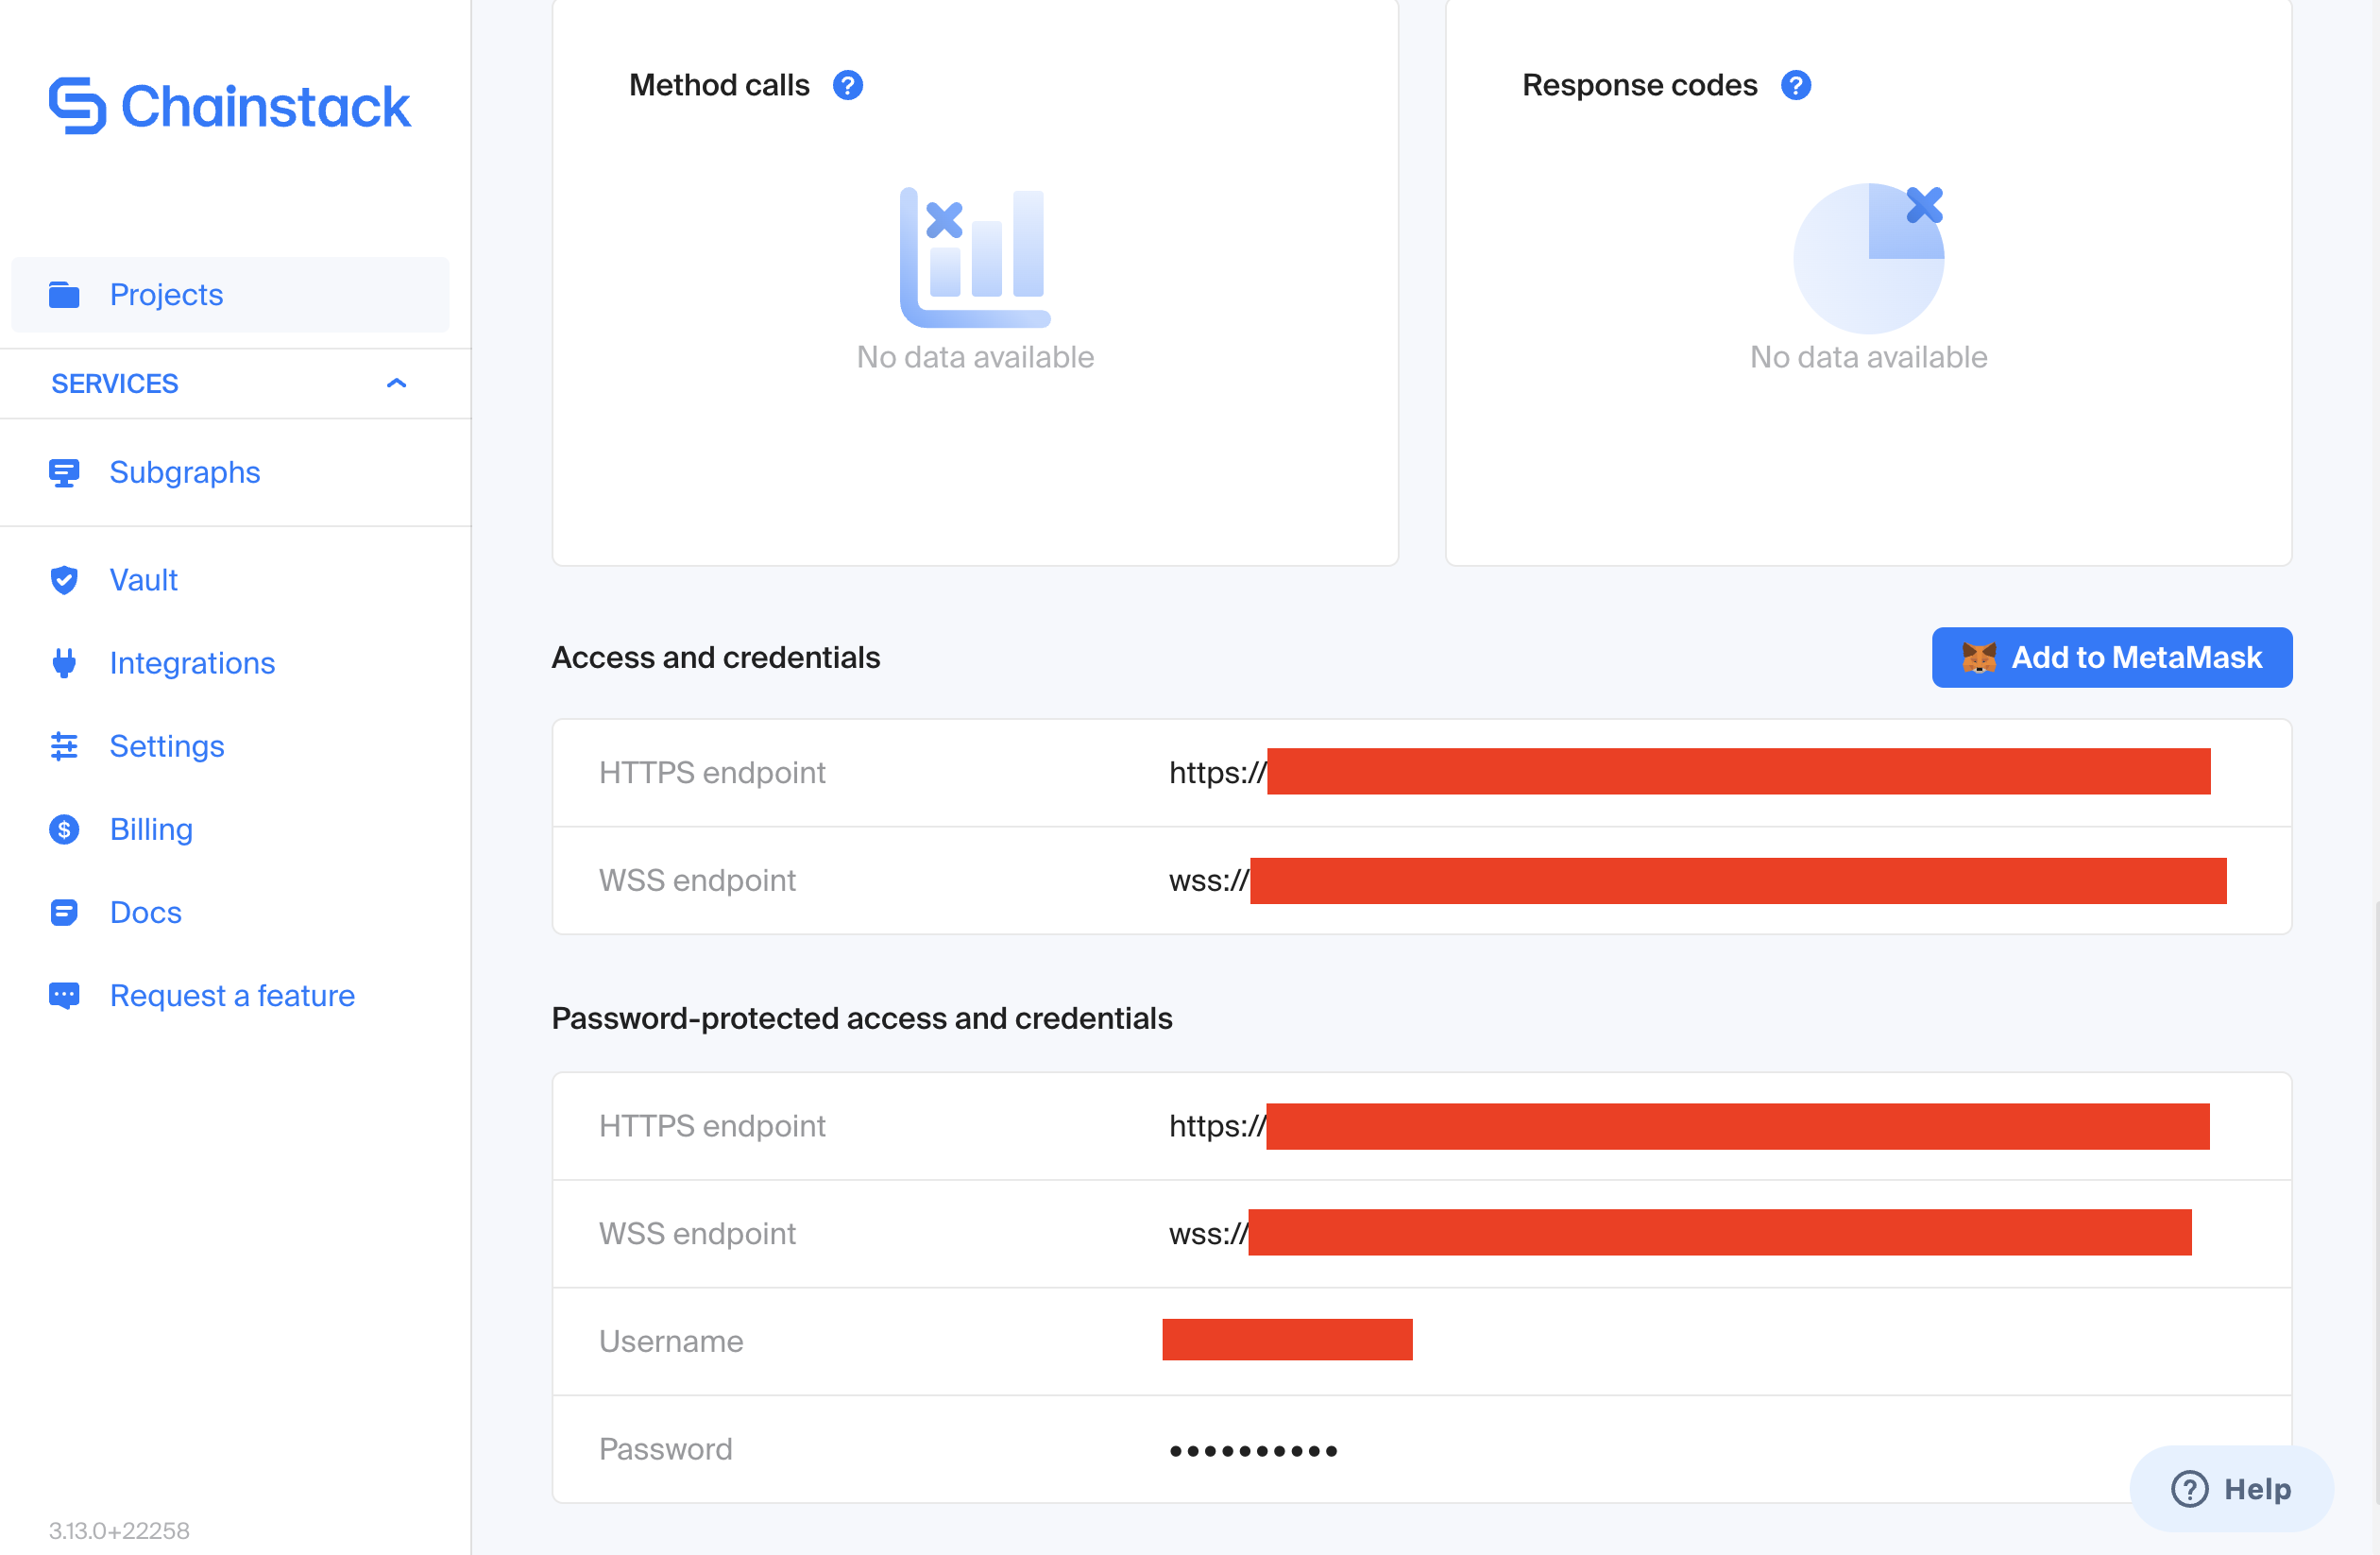 Chainstack
Projects
SERVICES
Subgraphs
Vault
Integrations
Settings
Billing
Docs
Request a feature
3.13.0+22258
Method calls ?
No data available
Response codes ?
No data available
Access and credentials
Add to MetaMask
HTTPS endpoint https://
WSS endpoint wss://
Password-protected access and credentials
HTTPS endpoint https://
WSS endpoint wss://
Username
Password ••••••••••
Help